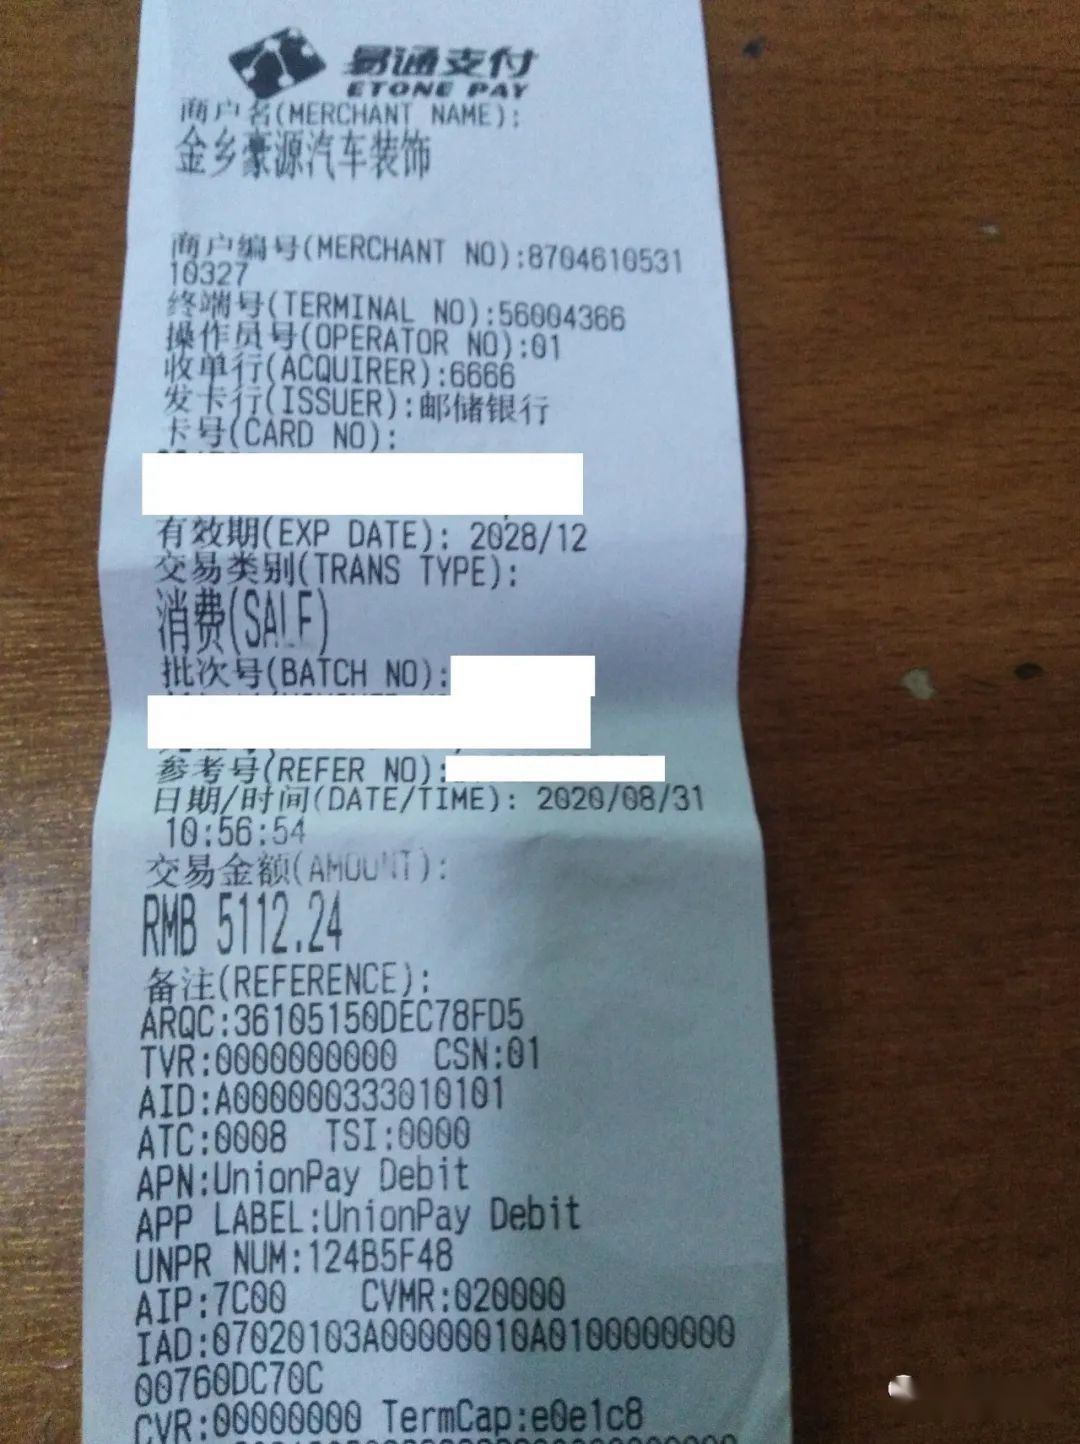 易通支付
ETONE PAY
商户名(MERCHANT NAME):
金乡豪源汽车装饰
商户编号(MERCHANT NO):8704610531
10327
终端号(TERMINAL NO):56004366
操作员号(OPERATOR NO):01
收单行(ACQUIRER):6666
发卡行(ISSUER):邮储银行
卡号(CARD NO):
有效期(EXP DATE): 2028/12
交易类别(TRANS TYPE):
消费(SALE)
批次号(BATCH NO):
参考号(REFER NO):
日期/时间(DATE/TIME): 2020/08/31
10:56:54
交易金额(AMOUNT):
RMB 5112.24
备注(REFERENCE):
ARQC:36105150DEC78FD5
TVR:0000000000 CSN:01
AID:A000000333010101
ATC:0008 TSI:0000
APN:UnionPay Debit
APP LABEL:UnionPay Debit
UNPR NUM:124B5F48
AIP:7C00 CVMR:020000
IAD:07020103A00000010A0100000000
00760DC70C
CVR:00000000 TermCap:e0e1c8